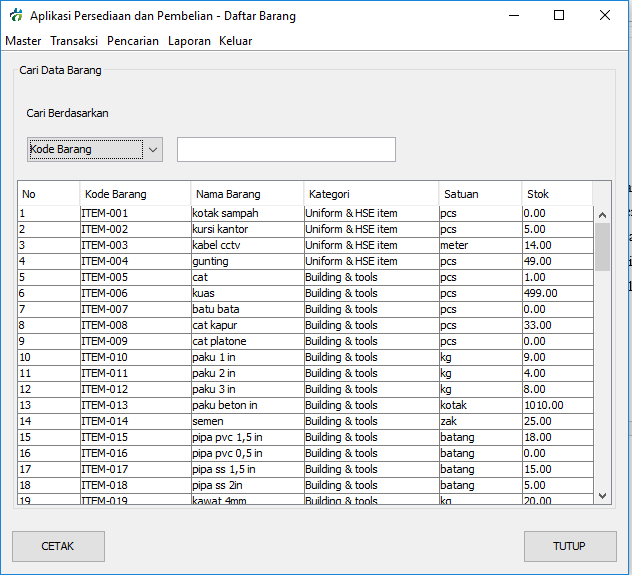 Aplikasi Persediaan dan Pembelian - Daftar Barang
Master Transaksi Pencarian Laporan Keluar
Cari Data Barang
Cari Berdasarkan
Kode Barang
No Kode Barang Nama Barang Kategori Satuan Stok
1 ITEM-001 kotak sampah Uniform & HSE item pcs 0.00
2 ITEM-002 kursi kantor Uniform & HSE item pcs 5.00
3 ITEM-003 kabel cctv Uniform & HSE item meter 14.00
4 ITEM-004 gunting Uniform & HSE item pcs 49.00
5 ITEM-005 cat Building & tools pcs 1.00
6 ITEM-006 kuas Building & tools pcs 499.00
7 ITEM-007 batu bata Building & tools pcs 0.00
8 ITEM-008 cat kapur Building & tools pcs 33.00
9 ITEM-009 cat platone Building & tools pcs 0.00
10 ITEM-010 paku 1 in Building & tools kg 9.00
11 ITEM-011 paku 2 in Building & tools kg 4.00
12 ITEM-012 paku 3 in Building & tools kg 8.00
13 ITEM-013 paku beton in Building & tools kotak 1010.00
14 ITEM-014 semen Building & tools zak 25.00
15 ITEM-015 pipa pvc 1,5 in Building & tools batang 18.00
16 ITEM-016 pipa pvc 0,5 in Building & tools batang 0.00
17 ITEM-017 pipa ss 1,5 in Building & tools batang 15.00
18 ITEM-018 pipa ss 2in Building & tools batang 5.00
19 ITEM-019 kawat 4mm Building & tools kg 20.00
CETAK TUTUP